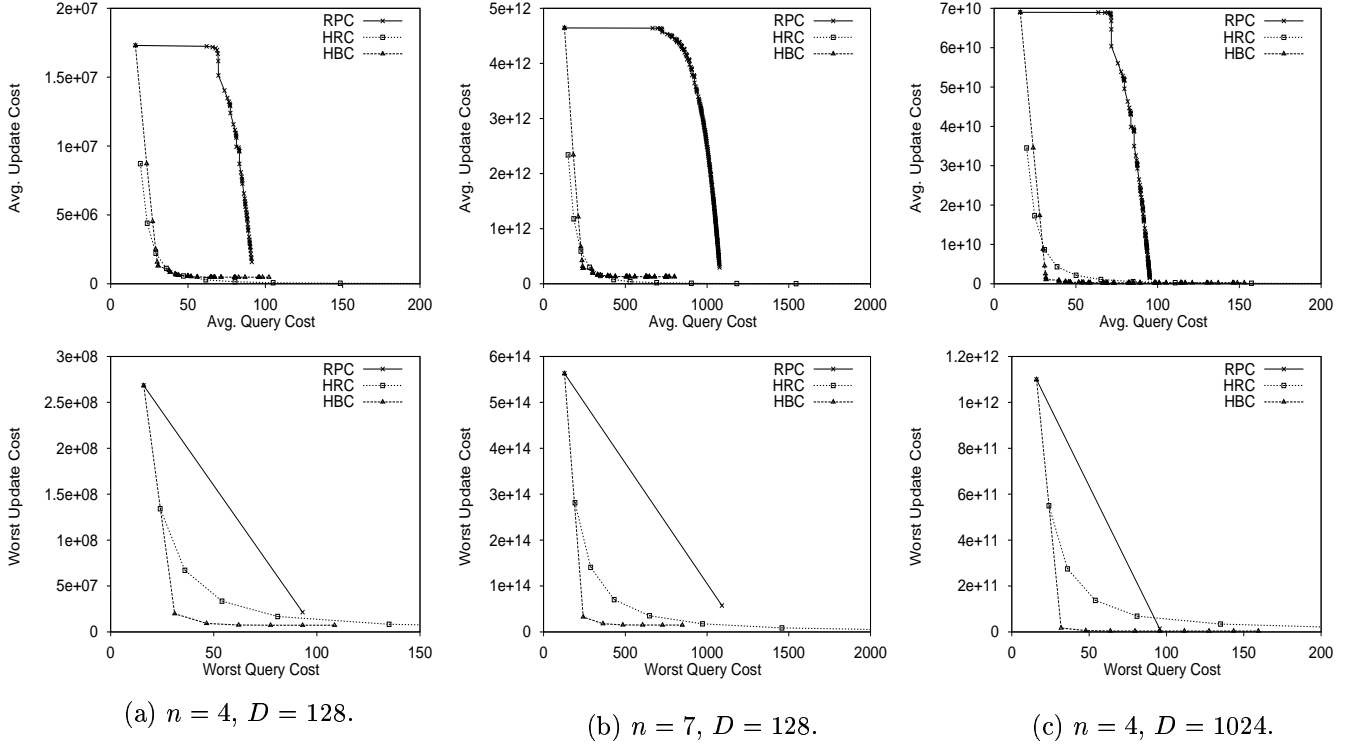 2e+07
1.5e+07
1e+07
5e+06
0
Avg. Update Cost
RPC
HRC
HBC
0 50 100 150 200
Avg. Query Cost
5e+12
4e+12
3e+12
2e+12
1e+12
0
Avg. Update Cost
RPC
HRC
HBC
0 500 1000 1500 2000
Avg. Query Cost
7e+10
6e+10
5e+10
4e+10
3e+10
2e+10
1e+10
0
Avg. Update Cost
RPC
HRC
HBC
0 50 100 150 200
Avg. Query Cost
3e+08
2.5e+08
2e+08
1.5e+08
1e+08
5e+07
0
Worst Update Cost
RPC
HRC
HBC
0 50 100 150
Worst Query Cost
(a) n = 4, D = 128.
6e+14
5e+14
4e+14
3e+14
2e+14
1e+14
0
Worst Update Cost
RPC
HRC
HBC
0 500 1000 1500 2000
Worst Query Cost
(b) n = 7, D = 128.
1.2e+12
1e+12
8e+11
6e+11
4e+11
2e+11
0
Worst Update Cost
RPC
HRC
HBC
0 50 100 150 200
Worst Query Cost
(c) n = 4, D = 1024.